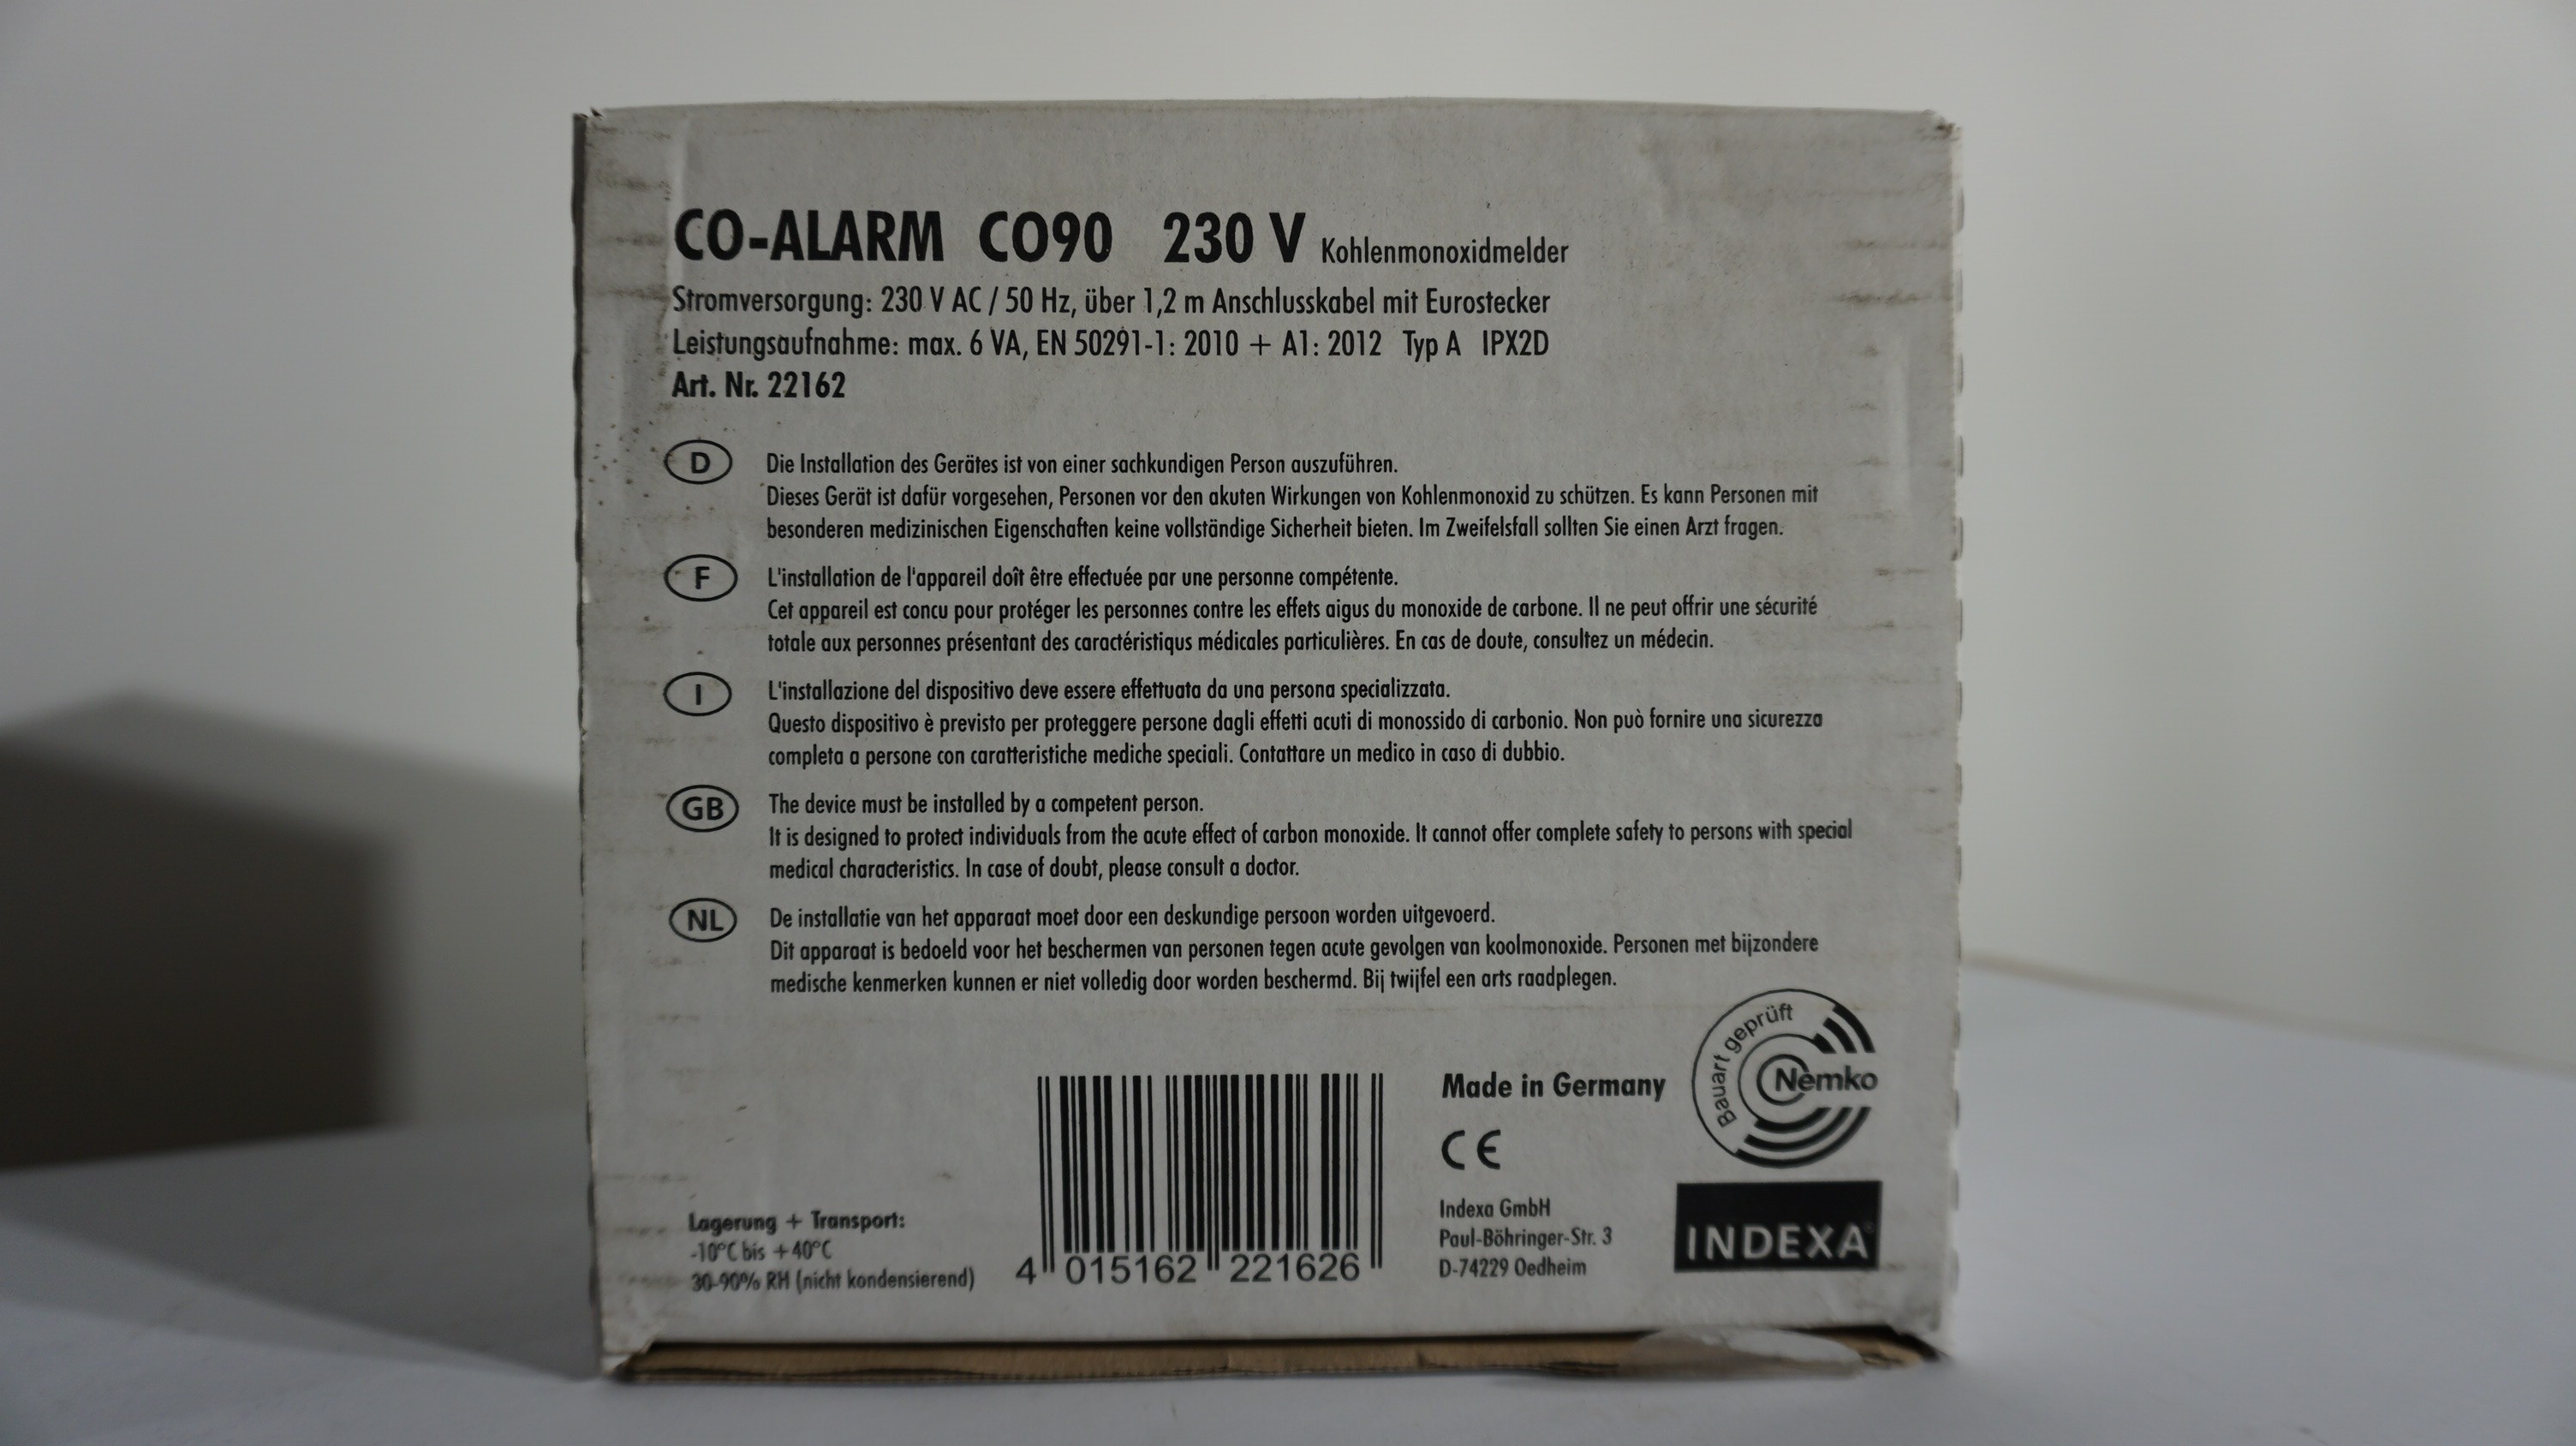 CO-ALARM CO90 230 V Kohlenmonoxidmelder
Stromversorgung: 230 V AC / 50 Hz, über 1,2 m Anschlusskabel mit Eurostecker
Leistungsaufnahme: max. 6 VA, EN 50291-1: 2010 + A1: 2012 Typ A IPX2D
Art. Nr. 22162
D
Die Installation des Gerätes ist von einer sachkundigen Person auszuführen.
Dieses Gerät ist dafür vorgesehen, Personen vor den akuten Wirkungen von Kohlenmonoxid zu schützen. Es kann Personen mit
besonderen medizinischen Eigenschaften keine vollständige Sicherheit bieten. Im Zweifelsfall sollten Sie einen Arzt fragen.
F
L'installation de l'appareil doît être effectuée par une personne compétente.
Cet appareil est concu pour protéger les personnes contre les effets aigus du monoxide de carbone. Il ne peut offrir une sécurité
totale aux personnes présentant des caractéristiqus médicales particulières. En cas de doute, consultez un médecin.
I
L'installazione del dispositivo deve essere effettuata da una persona specializzata.
Questo dispositivo è previsto per proteggere persone dagli effetti acuti di monossido di carbonio. Non può fornire una sicurezza
completa a persone con caratteristiche mediche speciali. Contattare un medico in caso di dubbio.
GB
The device must be installed by a competent person.
It is designed to protect individuals from the acute effect of carbon monoxide. It cannot offer complete safety to persons with special
medical characteristics. In case of doubt, please consult a doctor.
NL
De installatie van het apparaat moet door een deskundige persoon worden uitgevoerd.
Dit apparaat is bedoeld voor het beschermen van personen tegen acute gevolgen van koolmonoxide. Personen met bijzondere
medische kenmerken kunnen er niet volledig door worden beschermd. Bij twijfel een arts raadplegen.
Lagerung + Transport:
-10°C bis +40°C
30-90% RH (nicht kondensierend)
4 015162 221626
Made in Germany
CE
Indexa GmbH
Paul-Böhringer-Str. 3
D-74229 Oedheim
Bauart geprüft
Nemko
INDEXA®